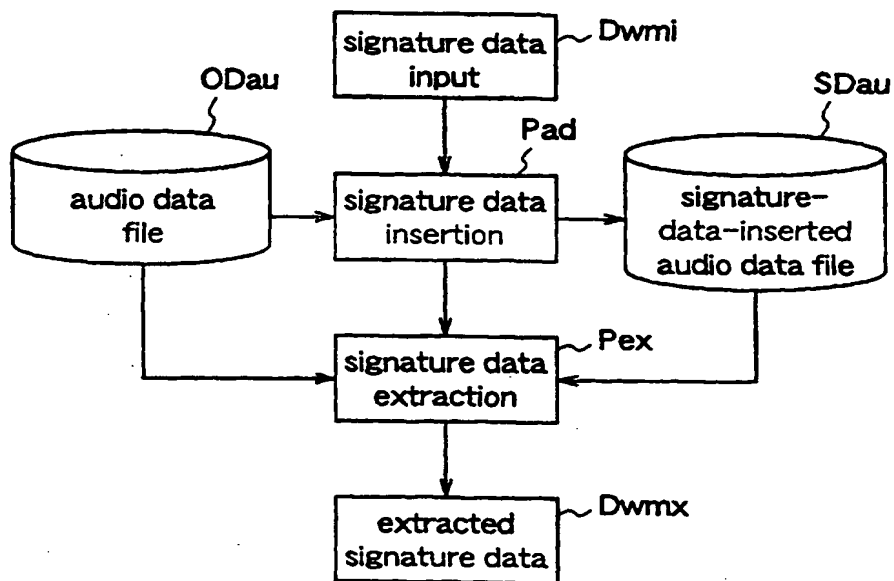 signature data
input
Dwmi
ODau
SDau
Pad
audio data
file
signature data
insertion
signature-
data-inserted
audio data file
signature data
extraction
Pex
extracted
signature data
Dwmx